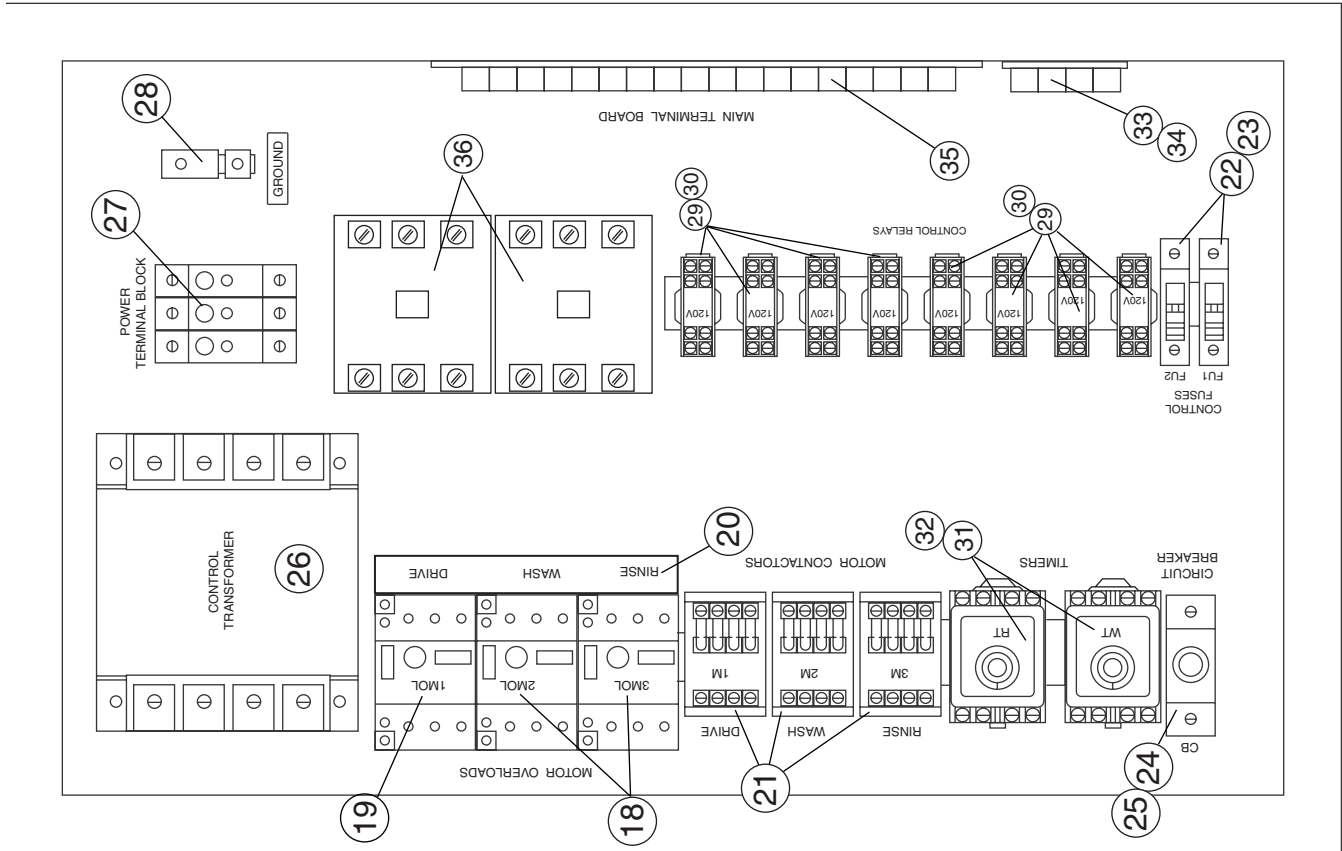 MAIN TERMINAL BOARD
28
GROUND
36
35
33
34
22
23
27
POWER
TERMINAL BLOCK
30
29
30
29
CONTROL RELAYS
120V
120V
120V
120V
120V
120V
120V
120V
FU2
FU1
CONTROL
FUSES
CONTROL
TRANSFORMER
26
20
DRIVE
WASH
RINSE
1MOL
2MOL
3MOL
MOTOR OVERLOADS
19
18
MOTOR CONTACTORS
1M
2M
3M
DRIVE
WASH
RINSE
21
32
31
TIMERS
RT
WT
CIRCUIT
BREAKER
CB
24
25